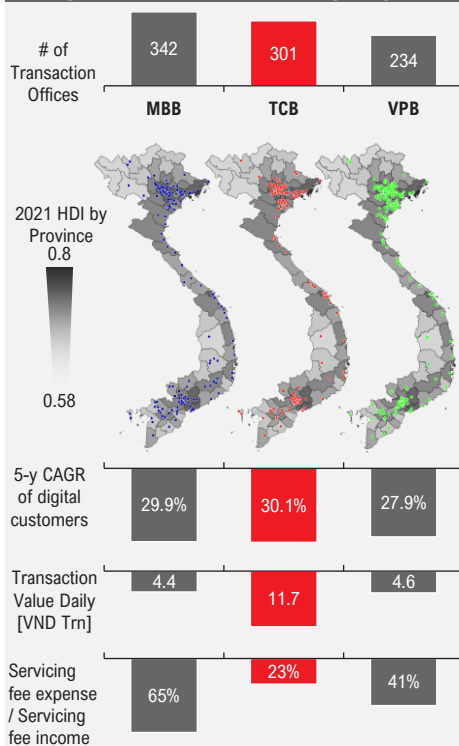 # of
Transaction
Offices
342
301
234
MBB
TCB
VPB
2021 HDI by
Province
0.8
0.58
5-y CAGR
of digital
customers
29.9%
30.1%
27.9%
Transaction
Value Daily
[VND Trn]
4.4
11.7
4.6
Servicing
fee expense
/ Servicing
fee income
65%
23%
41%